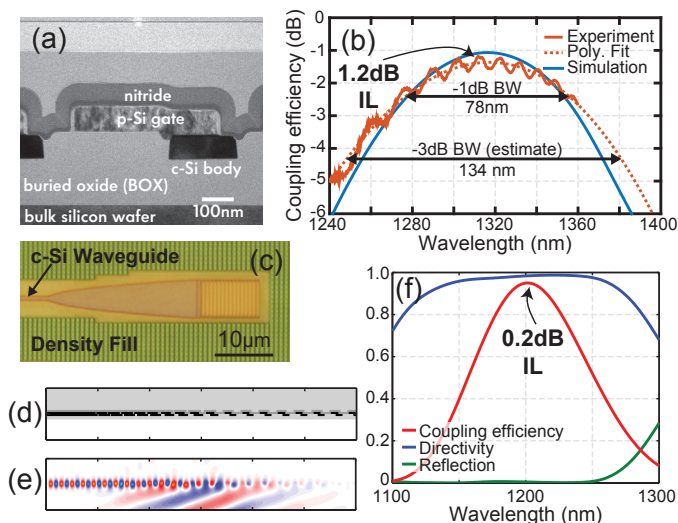 (a)
nitride
p-Si gate
c-Si body
buried oxide (BOX)
100nm
bulk silicon wafer
(b)
Coupling efficiency (dB)
0
-1
-2
-3
-4
-5
-6
1240
1280
1320
1360
1400
Wavelength (nm)
Experiment
Poly. Fit
Simulation
1.2dB
IL
-1dB BW
78nm
-3dB BW (estimate)
134 nm
c-Si Waveguide
(c)
Density Fill
10μm
(d)
(e)
(f)
1.0
0.8
0.6
0.4
0.2
0
0.2dB
IL
Coupling efficiency
Directivity
Reflection
1100
1200
1300
Wavelength (nm)